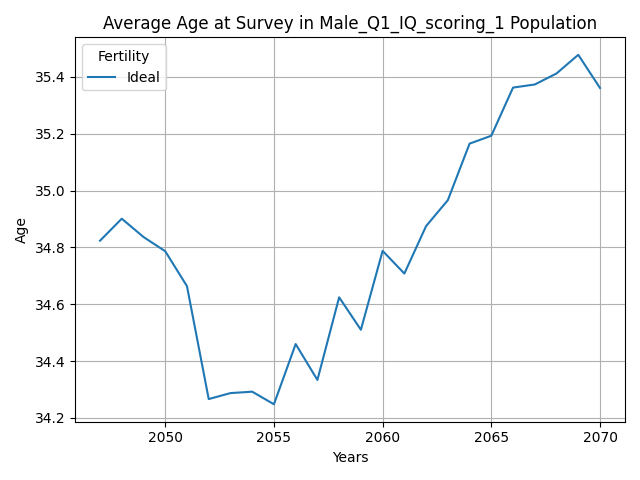 Average Age at Survey in Male_Q1_IQ_scoring_1 Population
Fertility
Ideal
35.4
35.2
35.0
34.8
34.6
34.4
34.2
Age
2050 2055 2060 2065 2070
Years